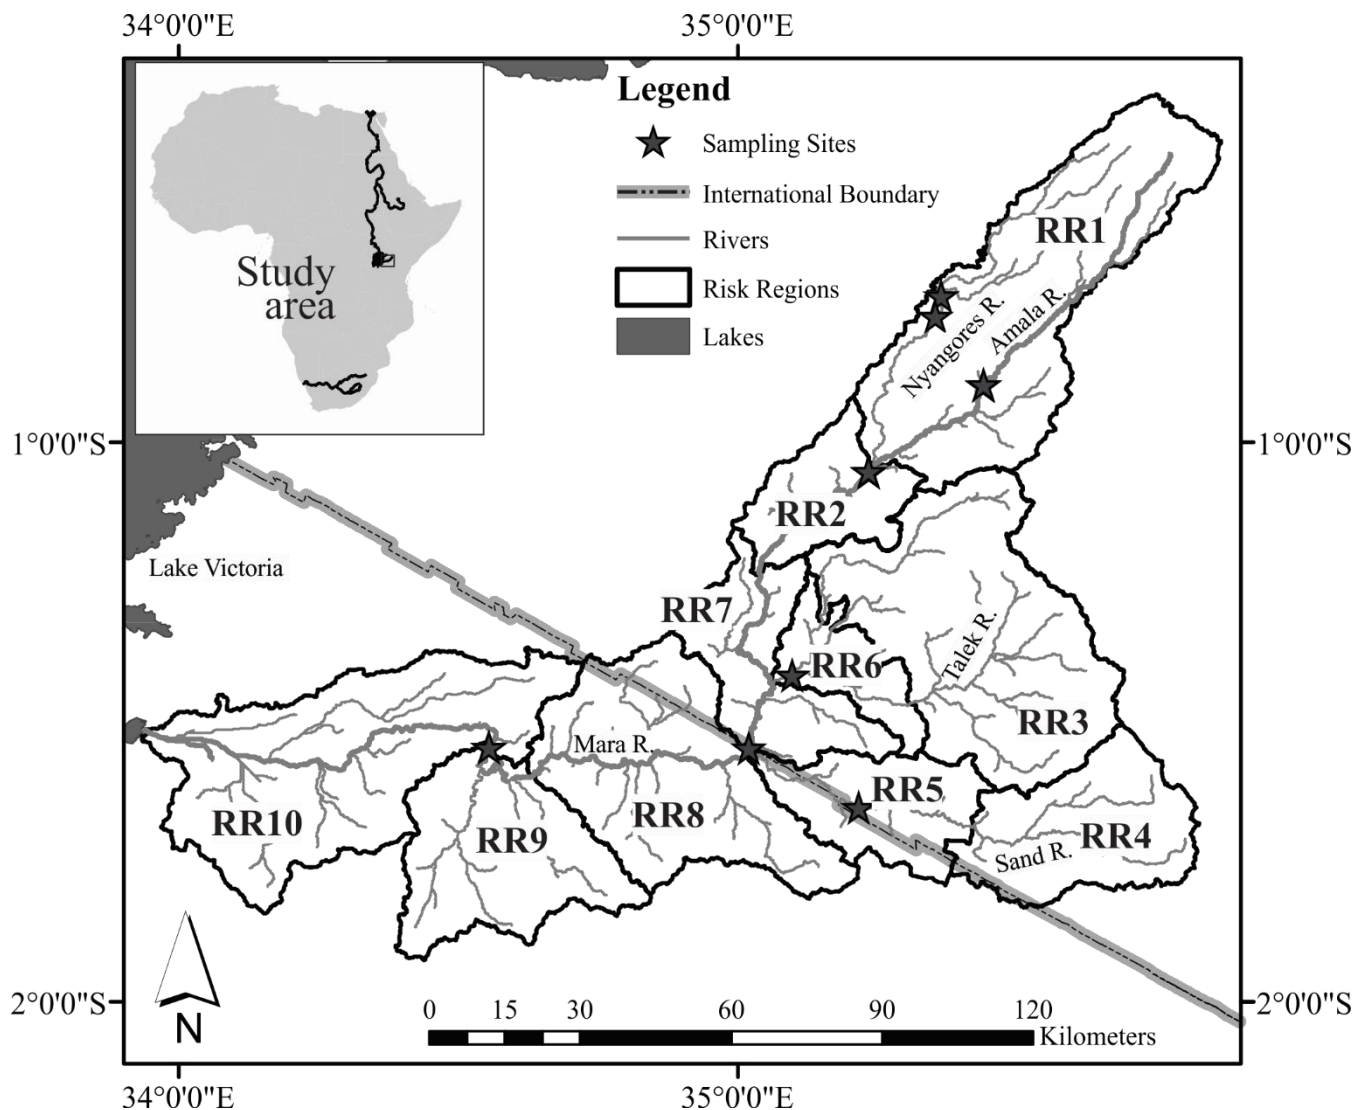 34°0'0"E
35°0'0"E
Legend
Sampling Sites
International Boundary
Rivers
Risk Regions
Lakes
Study
area
RR1
Nyangores R.
Amala R.
1°0'0"S
1°0'0"S
RR2
Lake Victoria
RR7
RR6
Talek R.
RR3
Mara R.
RR5
RR10
RR9
RR8
RR4
Sand R.
N
0
15
30
60
90
120
Kilometers
2°0'0"S
2°0'0"S
34°0'0"E
35°0'0"E